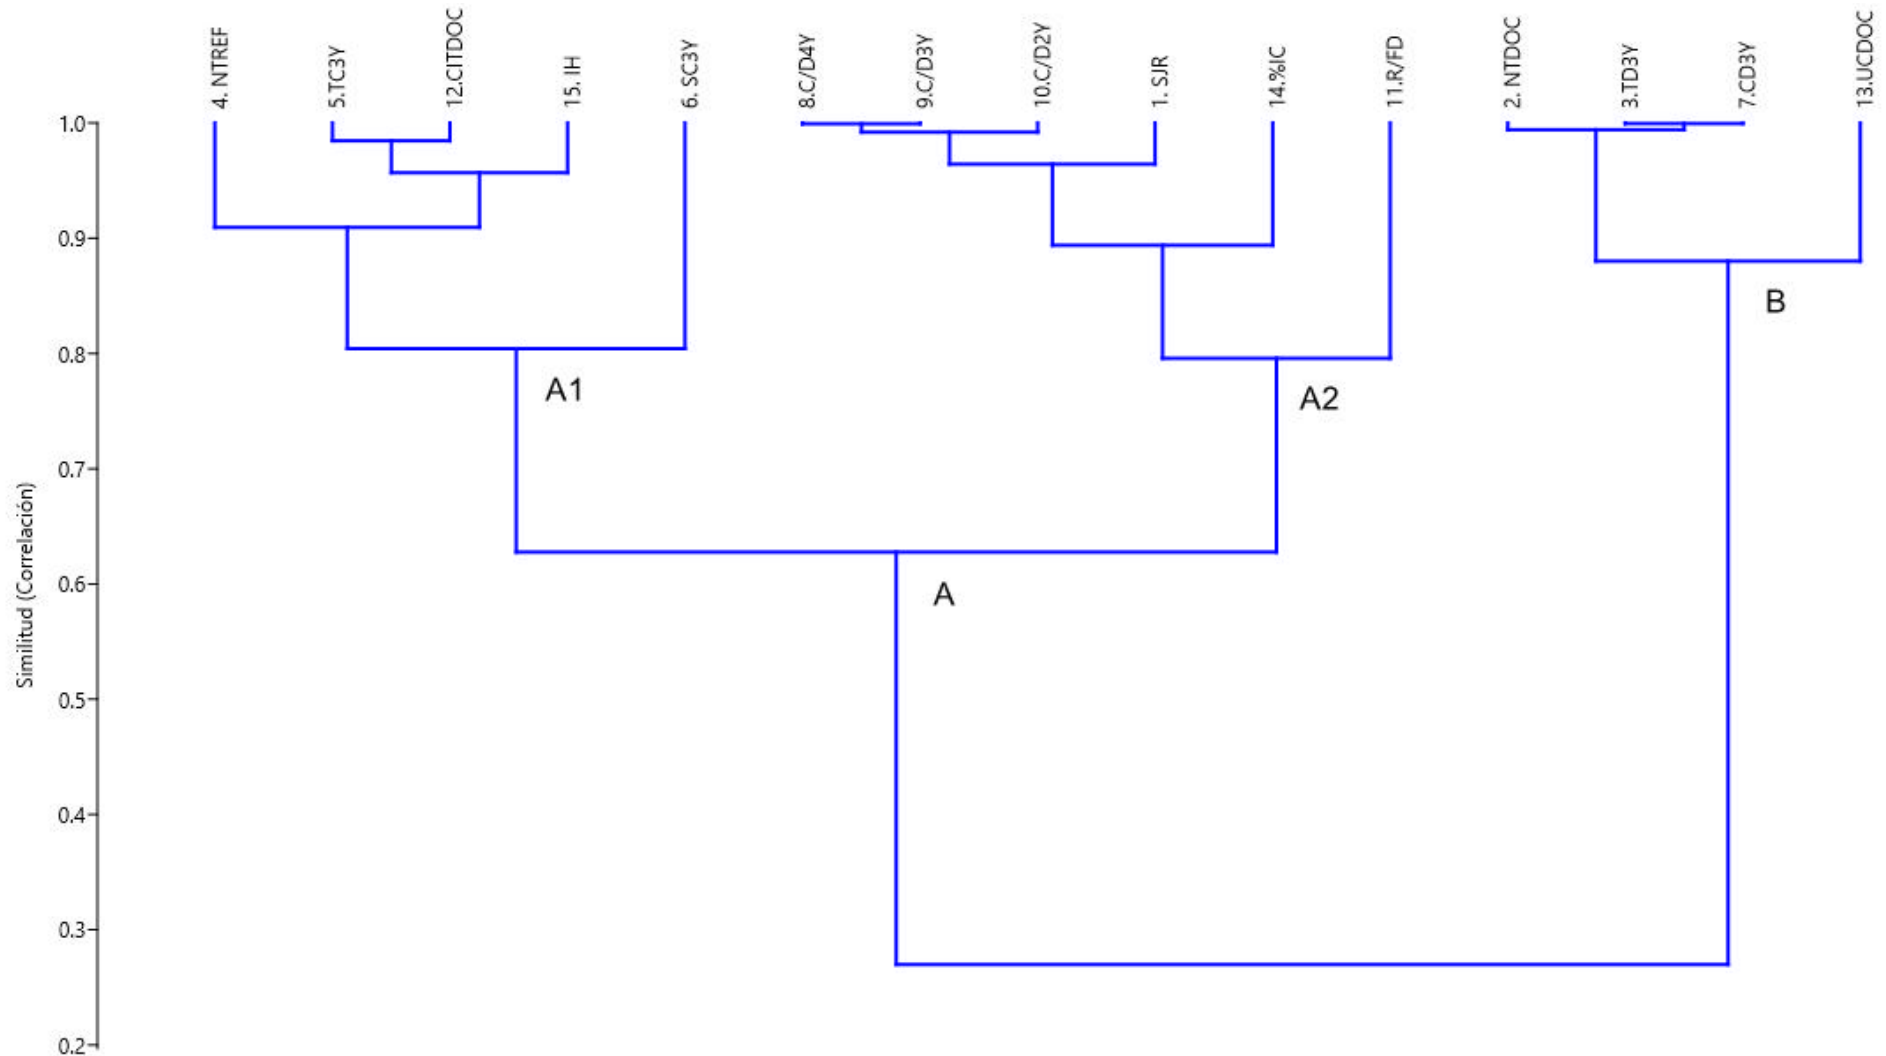 4. NTREF
5.TC3Y
12.CITDOC
15. IH
6. SC3Y
8.C/D4Y
9.C/D3Y
10.C/D2Y
1. SJR
14.%IC
11.R/FD
2. NTDOC
3.TD3Y
7.CD3Y
13.UCDOC
1.0
0.9
0.8
0.7
0.6
0.5
0.4
0.3
0.2
Similitud (Correlación)
B
A1
A2
A